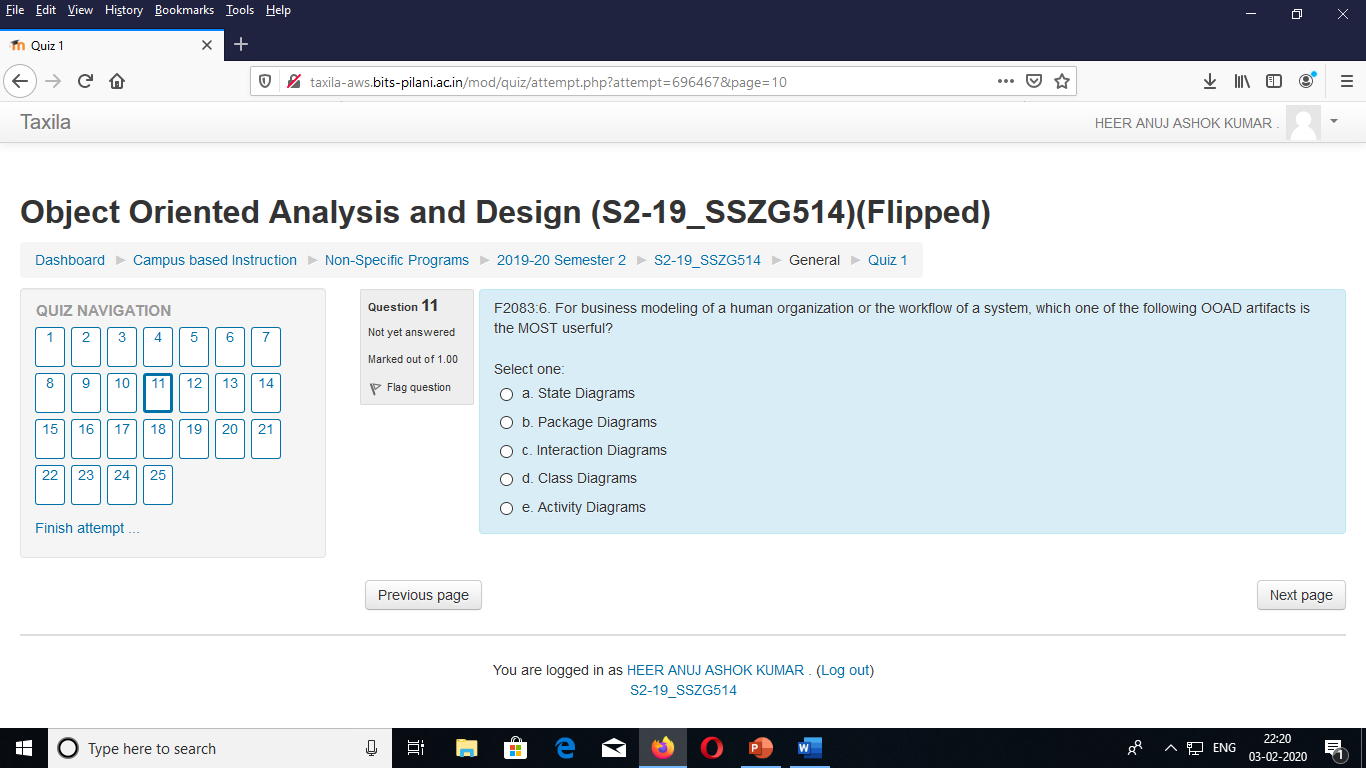 File Edit View History Bookmarks Tools Help
Quiz 1
taxila-aws.bits-pilani.ac.in/mod/quiz/attempt.php?attempt=696467&page=10
Taxila
HEER ANUJ ASHOK KUMAR .
Object Oriented Analysis and Design (S2-19_SSZG514)(Flipped)
Dashboard Campus based Instruction Non-Specific Programs 2019-20 Semester 2 S2-19_SSZG514 General Quiz 1
QUIZ NAVIGATION
1 2 3 4 5 6 7
8 9 10 11 12 13 14
15 16 17 18 19 20 21
22 23 24 25
Finish attempt ...
Question 11
Not yet answered
Marked out of 1.00
Flag question
F2083:6. For business modeling of a human organization or the workflow of a system, which one of the following OOAD artifacts is
the MOST userful?
Select one:
a. State Diagrams
b. Package Diagrams
c. Interaction Diagrams
d. Class Diagrams
e. Activity Diagrams
Previous page
Next page
You are logged in as HEER ANUJ ASHOK KUMAR . (Log out)
S2-19_SSZG514
Type here to search
ENG
22:20
03-02-2020
1